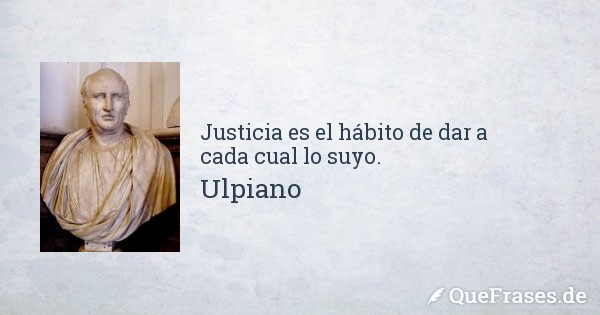 Justicia es el hábito de dar a
cada cual lo suyo.
Ulpiano
QueFrases.de